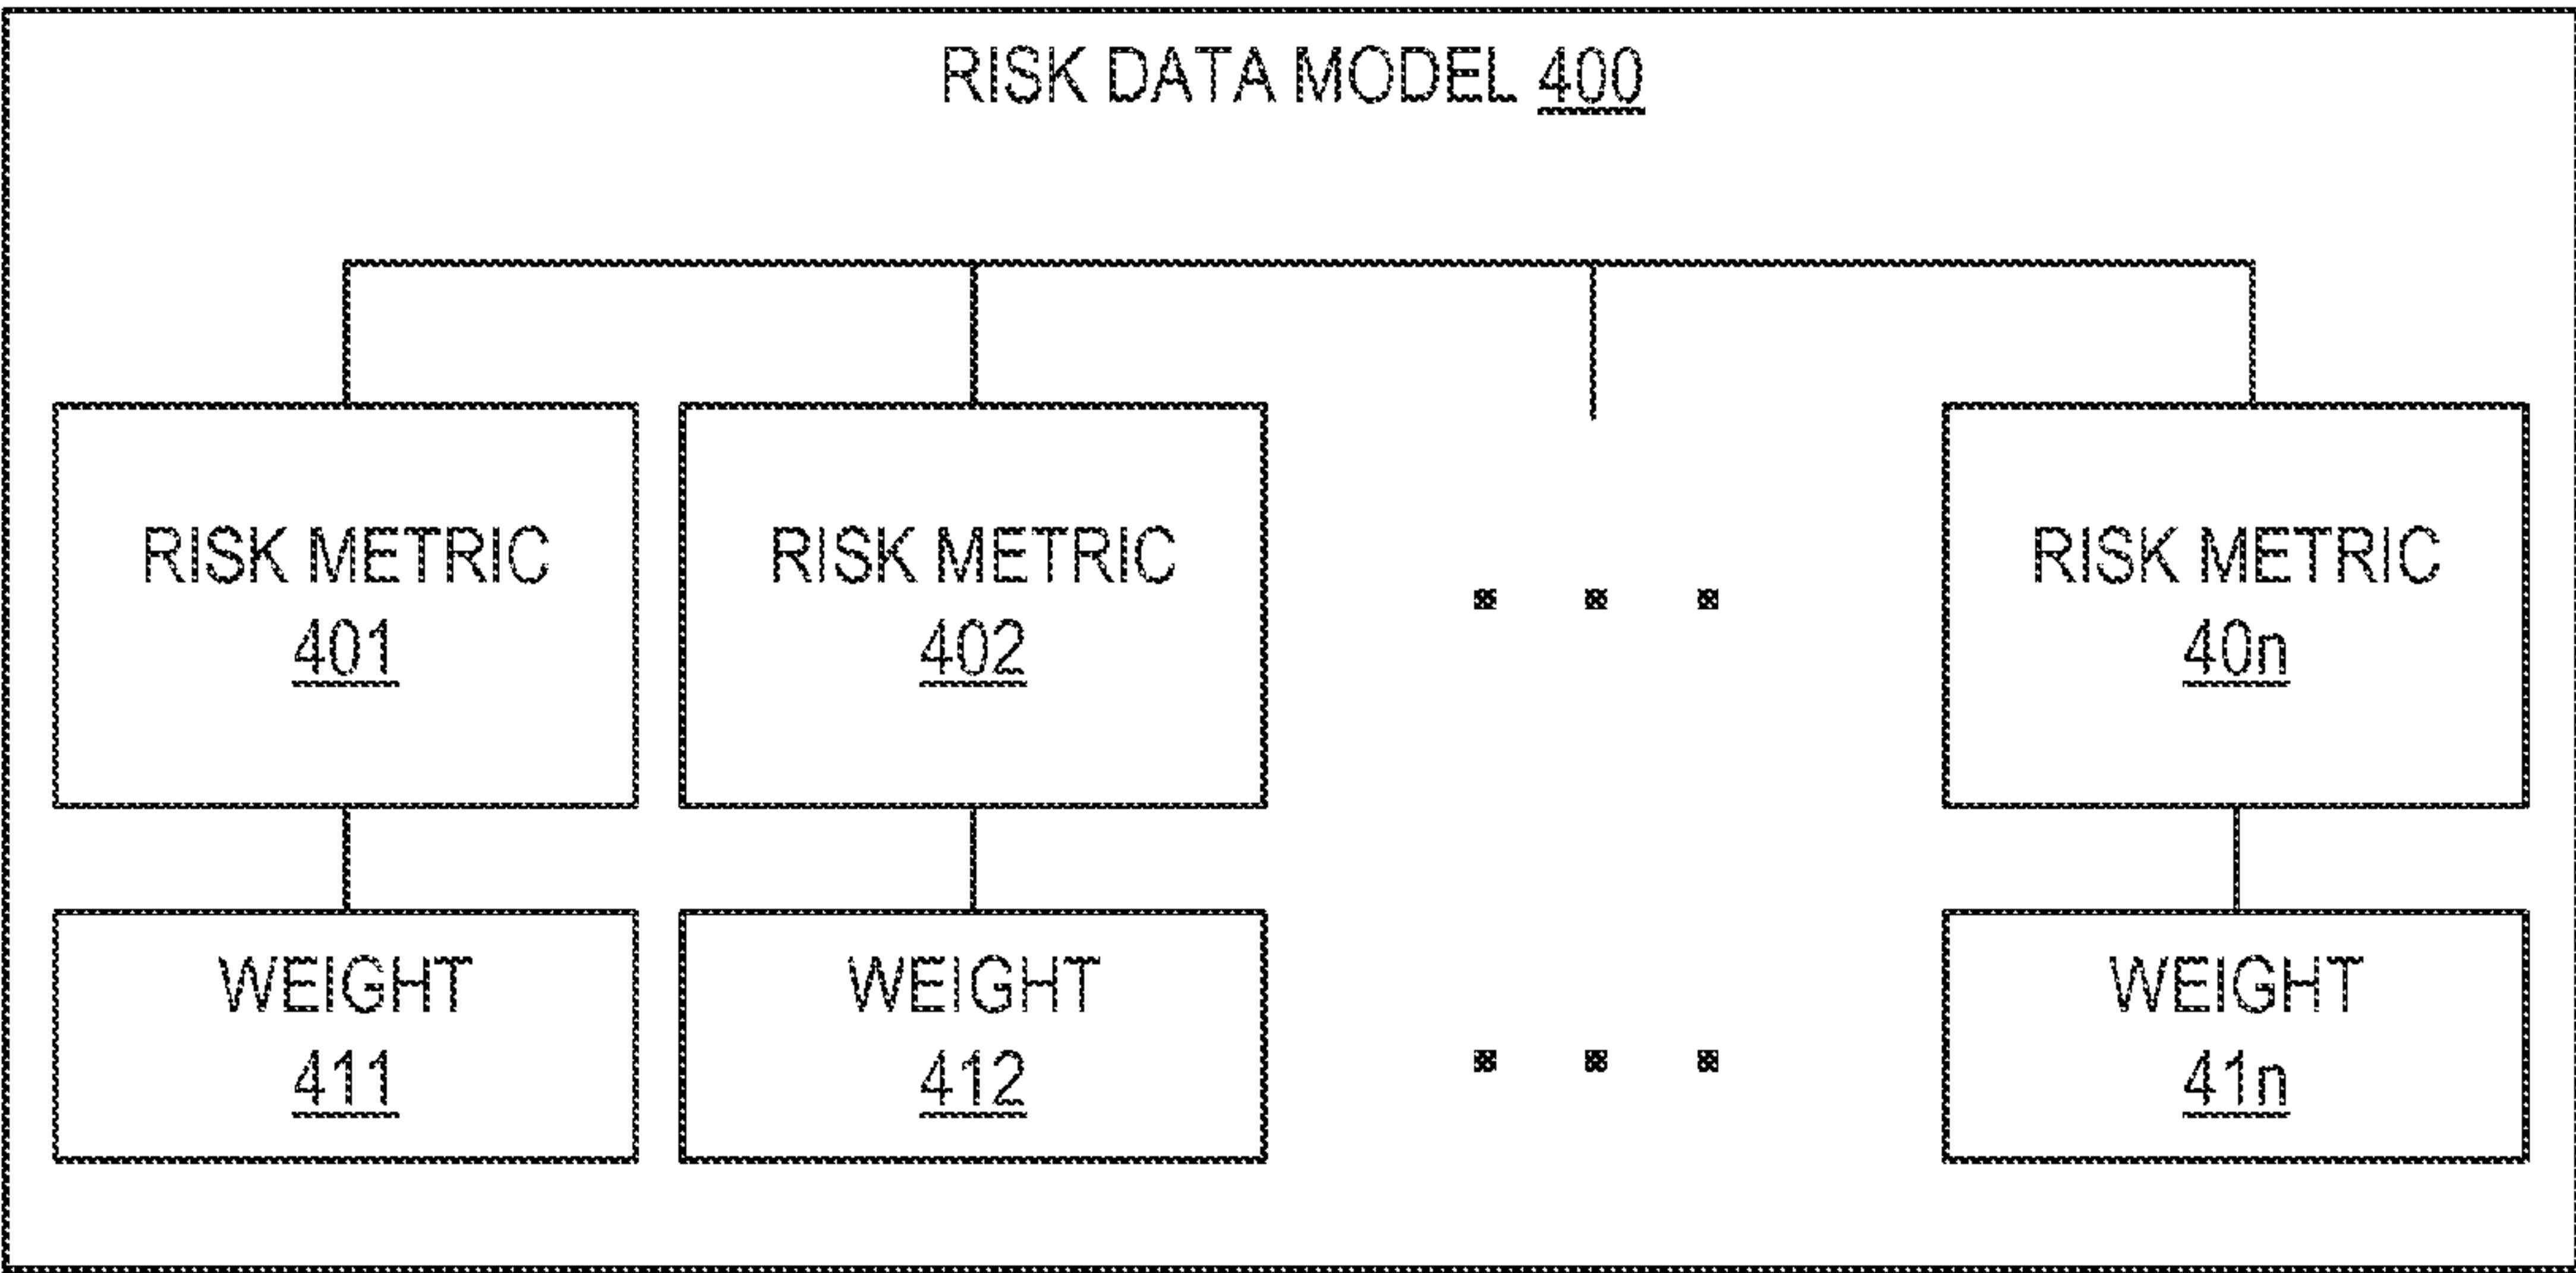 RISK DATA MODEL 400
RISK METRIC
401
RISK METRIC
402
RISK METRIC
40n
WEIGHT
411
WEIGHT
412
WEIGHT
41n